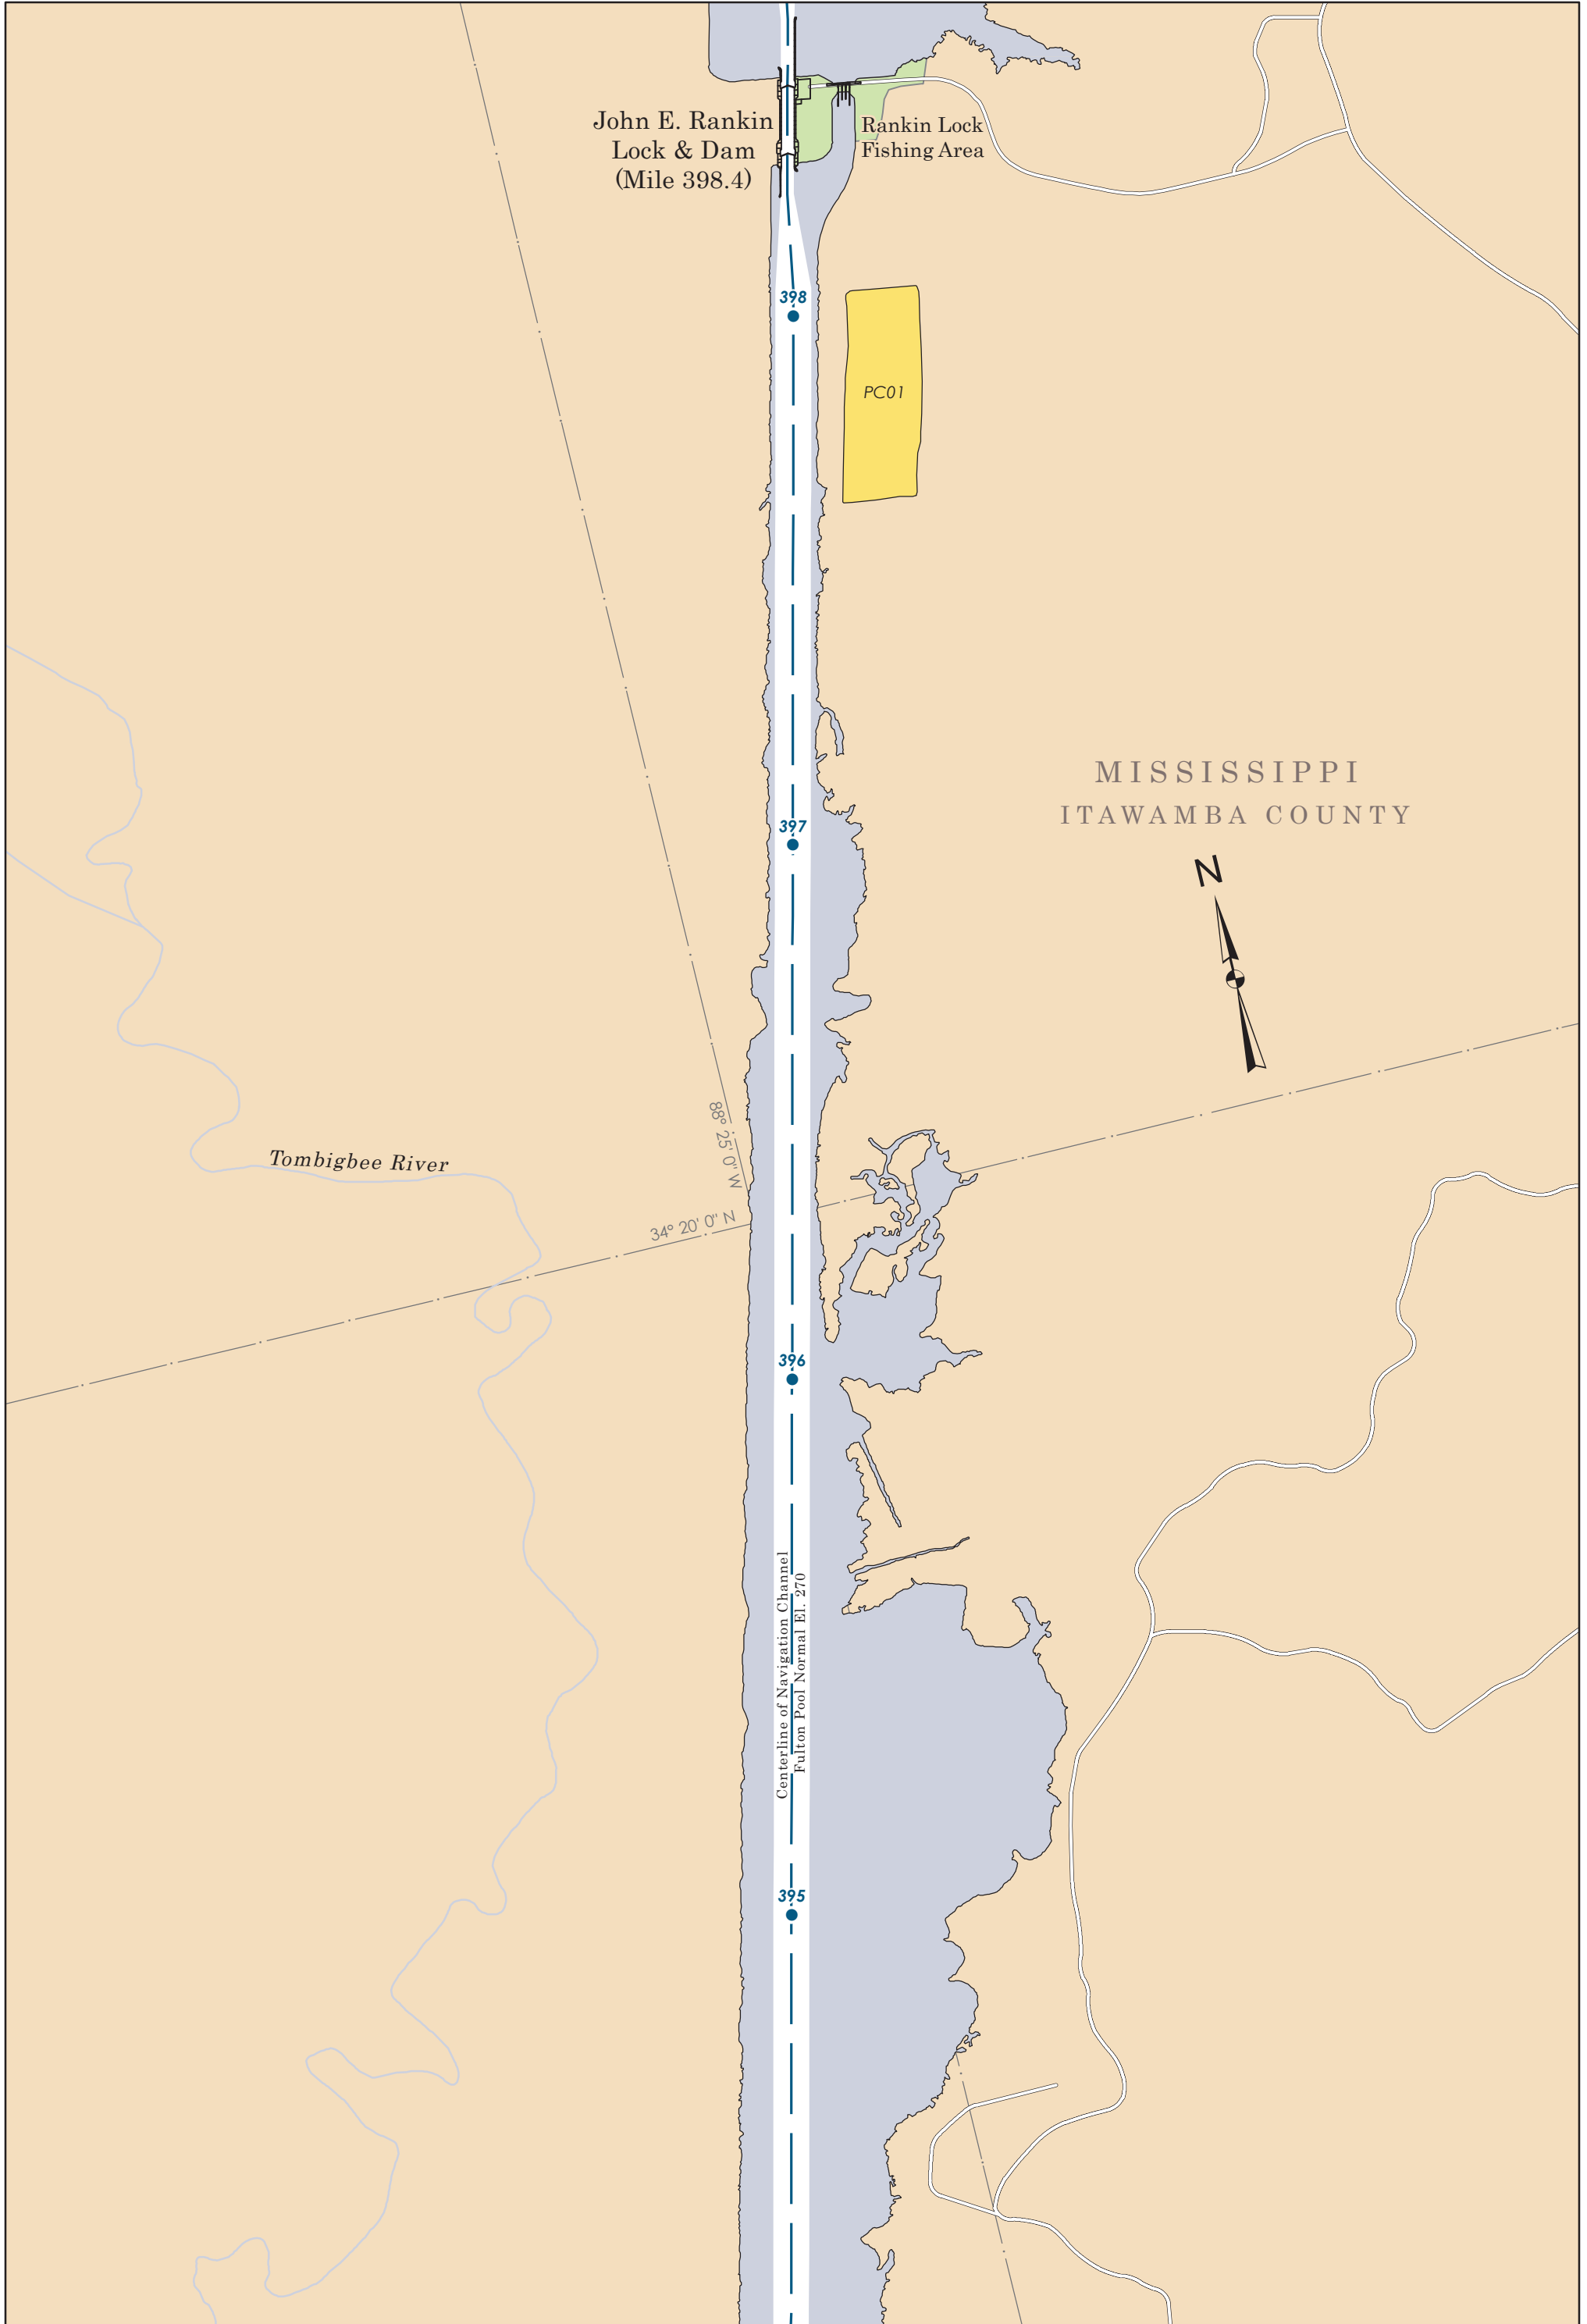 John E. Rankin
Lock & Dam
(Mile 398.4)
Rankin Lock
Fishing Area
398
PC01
MISSISSIPPI
ITAWAMBA COUNTY
397
N
88° 25' 0" W
Tombigbee River
34° 20' 0" N
396
Centerline of Navigation Channel
Fulton Pool Normal El. 270
395